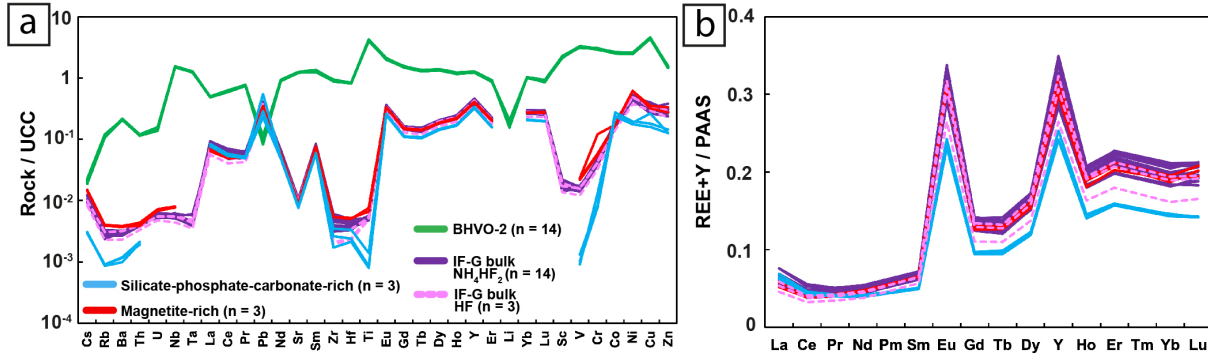 a
10
1
10-1
10-2
10-3
10-4
Rock / UCC
BHVO-2 (n = 14)
IF-G bulk
NH4HF2 (n = 14)
IF-G bulk
HF (n = 3)
Silicate-phosphate-carbonate-rich (n = 3)
Magnetite-rich (n = 3)
Cs Rb Ba Th U Nb Ta La Ce Pr Pb Nd Sr Sm Zr Hf Ti Eu Gd Tb Dy Ho Y Er Li Yb Lu Sc V Cr Co Ni Cu Zn
b
0.4
0.3
0.2
0.1
0
REE+Y / PAAS
La Ce Pr Nd Pm Sm Eu Gd Tb Dy Y Ho Er Tm Yb Lu